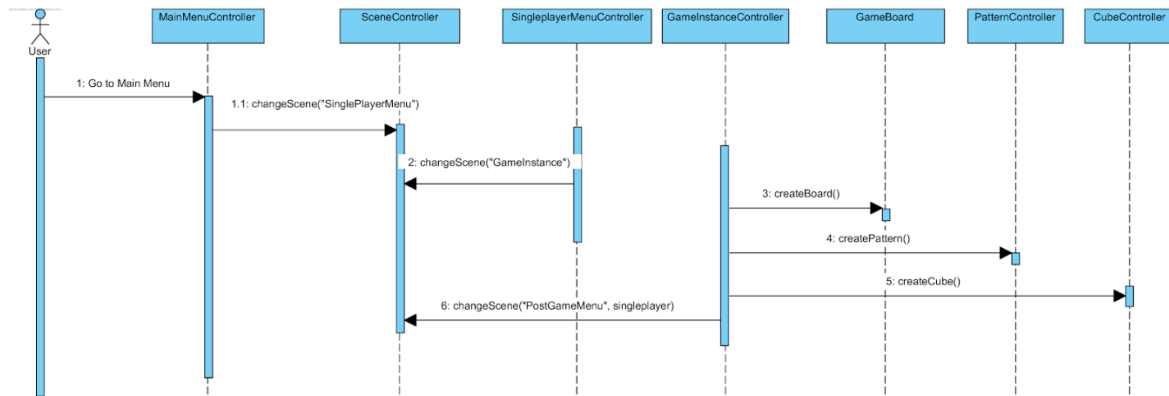 MainMenuController
SceneController
SingleplayerMenuController
GameInstanceController
GameBoard
PatternController
CubeController
User
1: Go to Main Menu
1.1: changeScene("SinglePlayerMenu")
2: changeScene("GameInstance")
3: createBoard()
4: createPattern()
5: createCube()
6: changeScene("PostGameMenu", singleplayer)